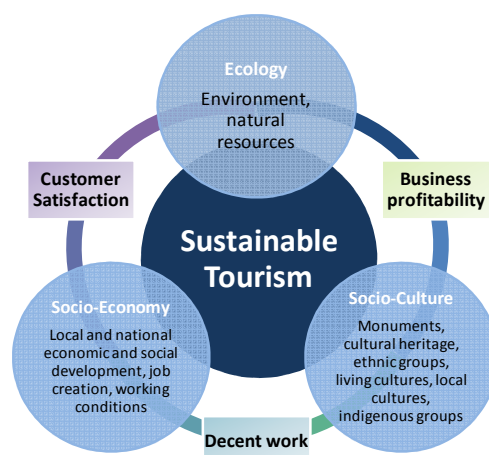 Ecology
Environment,
natural
resources
Customer
Satisfaction
Business
profitability
Sustainable
Tourism
Socio-Economy
Local and national
economic and social
development, job
creation, working
conditions
Socio-Culture
Monuments,
cultural heritage,
ethnic groups,
living cultures, local
cultures,
indigenous groups
Decent work